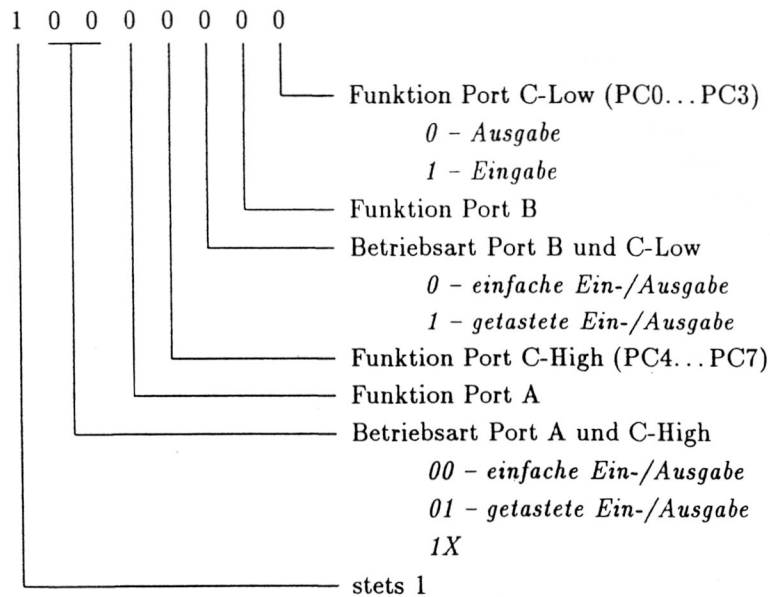 1 0 0 0 0 0 0 0
Funktion Port C-Low (PC0...PC3)
0 – Ausgabe
1 – Eingabe
Funktion Port B
Betriebsart Port B und C-Low
0 – einfache Ein-/Ausgabe
1 – getastete Ein-/Ausgabe
Funktion Port C-High (PC4...PC7)
Funktion Port A
Betriebsart Port A und C-High
00 – einfache Ein-/Ausgabe
01 – getastete Ein-/Ausgabe
1X
stets 1